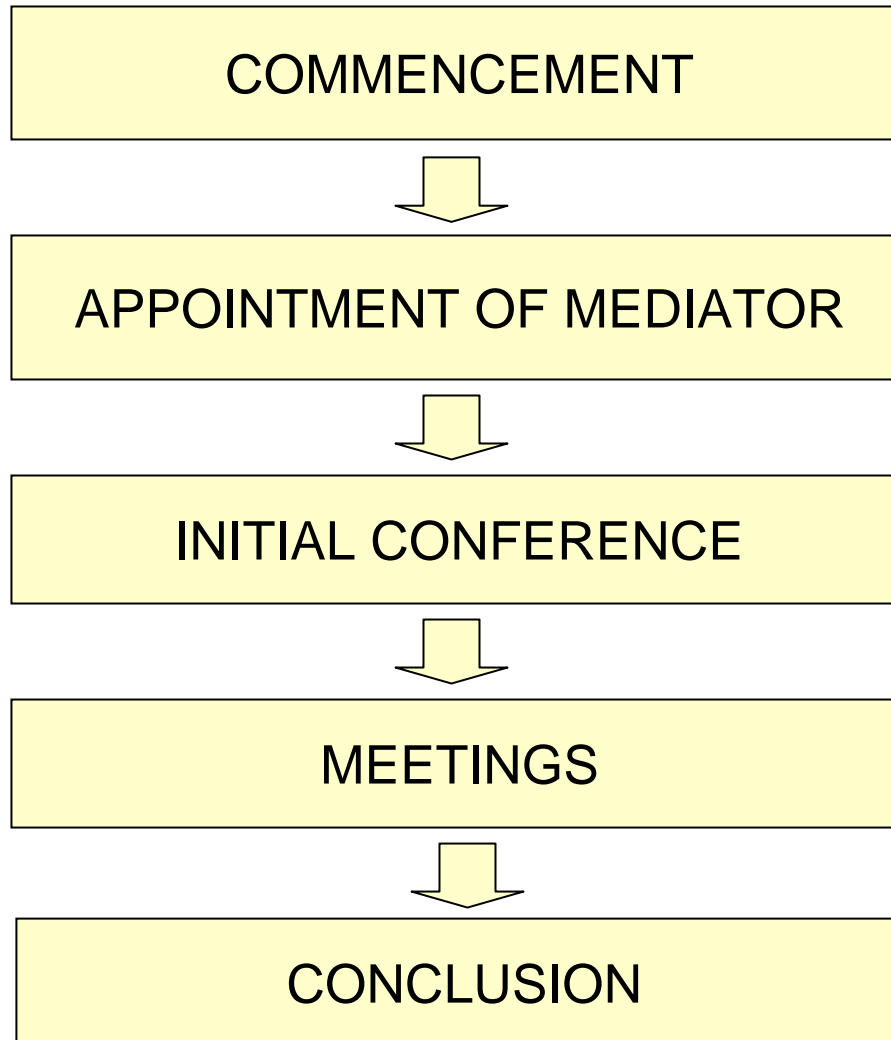 COMMENCEMENT
APPOINTMENT OF MEDIATOR
INITIAL CONFERENCE
MEETINGS
CONCLUSION